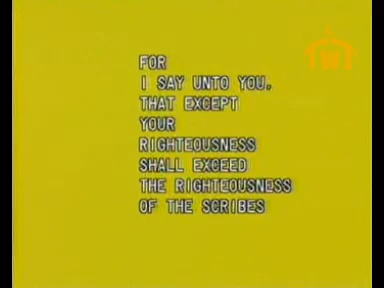 FOR
I SAY UNTO YOU,
THAT EXCEPT
YOUR
RIGHTEOUSNESS
SHALL EXCEED
THE RIGHTEOUSNESS
OF THE SCRIBES